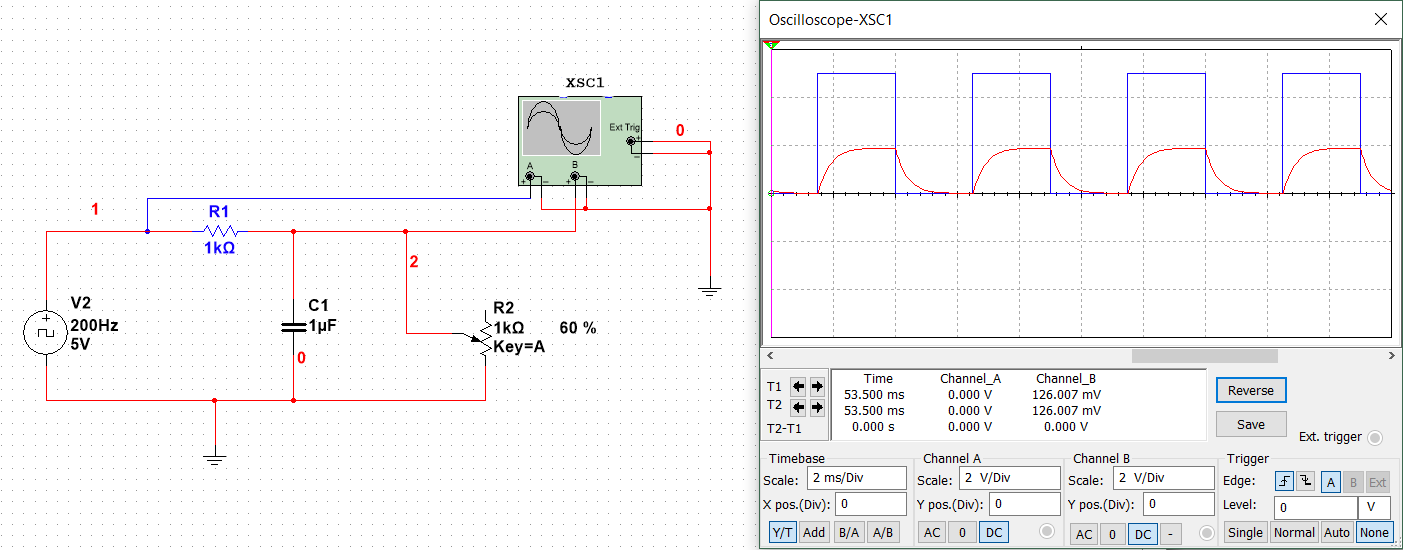 Oscilloscope-XSC1
XSC1
Ext Trig
+
0
A
B
+
+
1
R1
1kΩ
2
V2
200Hz
5V
+
C1
1µF
0
R2
1kΩ
60 %
Key=A
Time Channel_A Channel_B
T1 53.500 ms 0.000 V 126.007 mV
T2 53.500 ms 0.000 V 126.007 mV
T2-T1 0.000 s 0.000 V 0.000 V
Reverse
Save
Ext. trigger
Timebase
Scale: 2 ms/Div
X pos.(Div): 0
Y/T Add B/A A/B
Channel A
Scale: 2 V/Div
Y pos.(Div): 0
AC 0 DC
Channel B
Scale: 2 V/Div
Y pos.(Div): 0
AC 0 DC -
Trigger
Edge: A B Ext
Level: 0 V
Single Normal Auto None